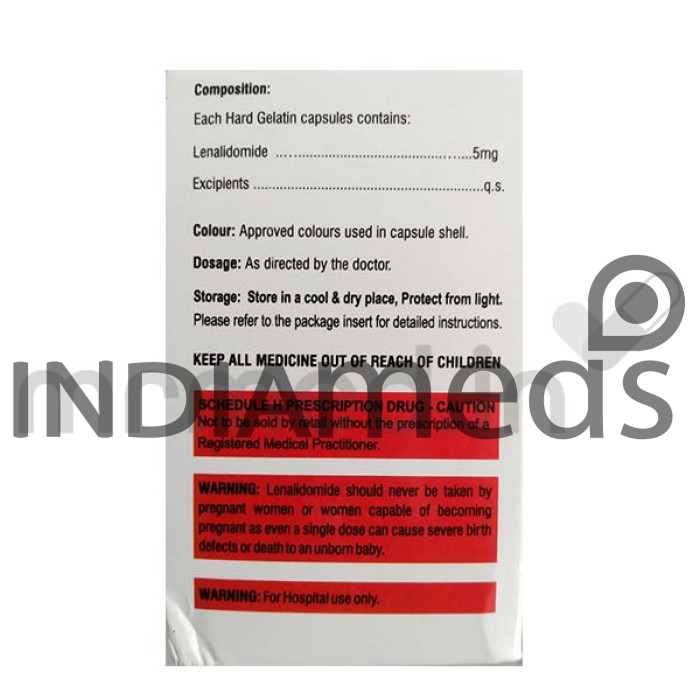 Composition:
Each Hard Gelatin capsules contains:
Lenalidomide ....................................................5mg
Excipients ............................................................q.s.
Colour: Approved colours used in capsule shell.
Dosage: As directed by the doctor.
Storage: Store in a cool & dry place, Protect from light.
Please refer to the package insert for detailed instructions.
KEEP ALL MEDICINE OUT OF REACH OF CHILDREN
INDIAMeds
SCHEDULE H PRESCRIPTION DRUG - CAUTION
Not to be sold by retail without the prescription of a
Registered Medical Practitioner.
WARNING: Lenalidomide should never be taken by
pregnant women or women capable of becoming
pregnant as even a single dose can cause severe birth
defects or death to an unborn baby.
WARNING: For Hospital use only.